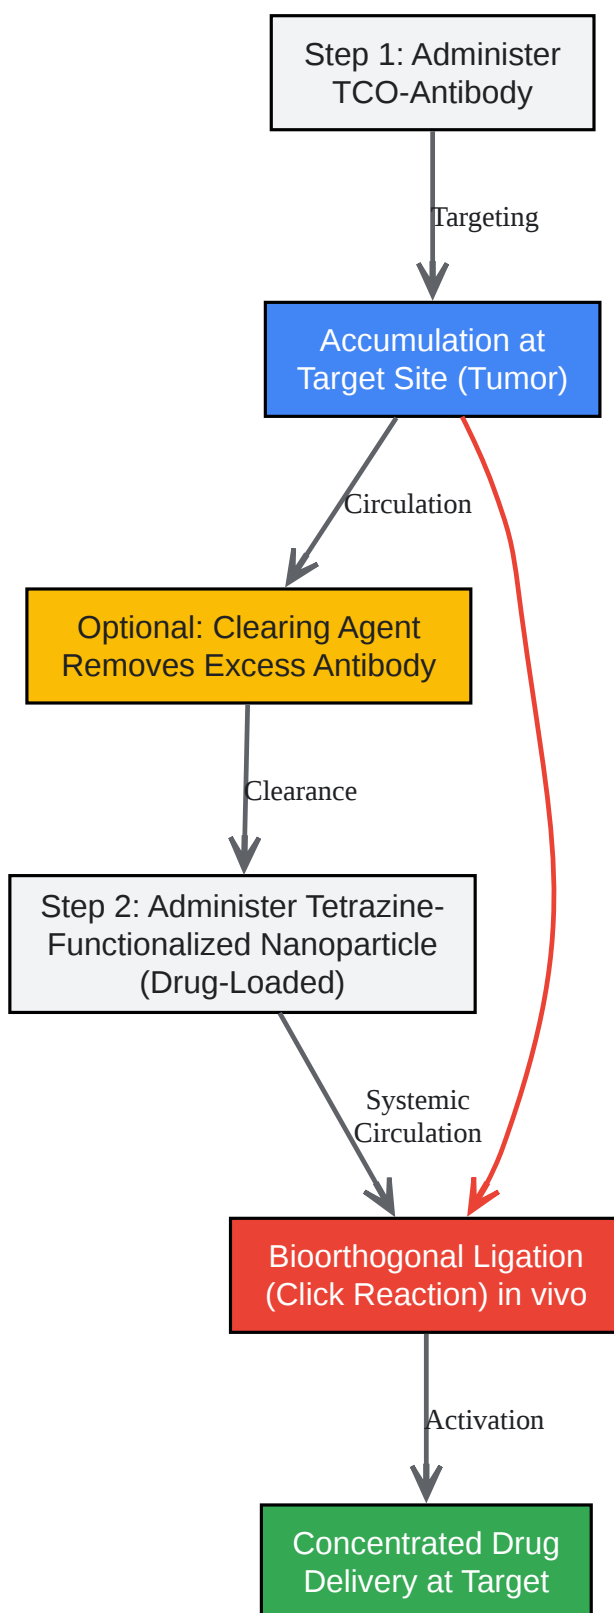 Step 1: Administer
TCO-Antibody
Targeting
Accumulation at
Target Site (Tumor)
Circulation
Optional: Clearing Agent
Removes Excess Antibody
Clearance
Step 2: Administer Tetrazine-
Functionalized Nanoparticle
(Drug-Loaded)
Systemic
Circulation
Bioorthogonal Ligation
(Click Reaction) in vivo
Activation
Concentrated Drug
Delivery at Target